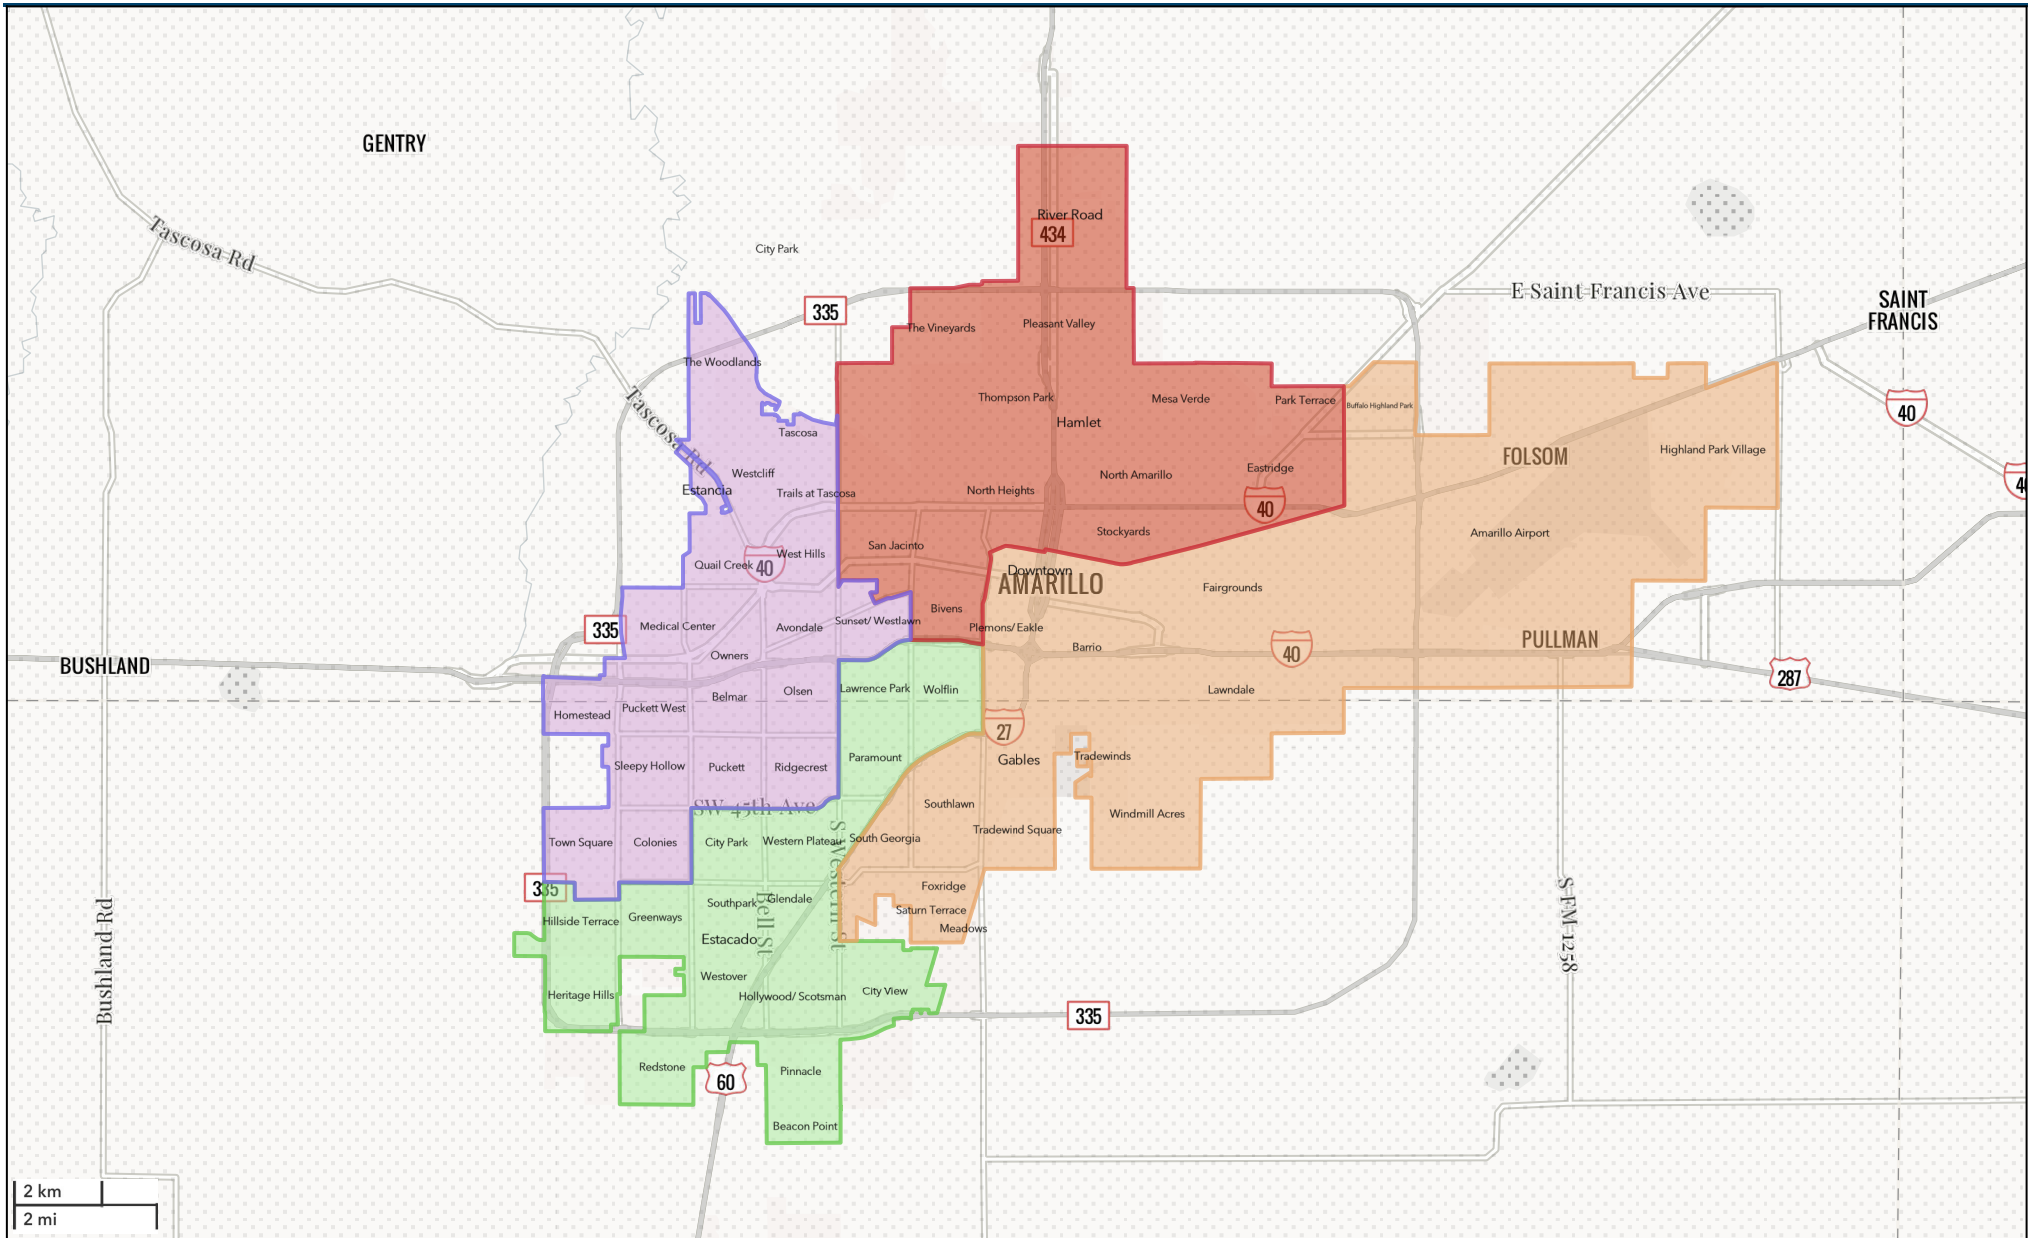 GENTRY
River Road
434
City Park
Tascosa Rd
E Saint Francis Ave
SAINT
FRANCIS
335
The Vineyards
Pleasant Valley
The Woodlands
Thompson Park
Mesa Verde
Park Terrace
Buffalo Highland Park
40
Tascosa Rd
Hamlet
Tascosa
FOLSOM
Highland Park Village
Westcliff
North Amarillo
Eastridge
Estancia
Trails at Tascosa
North Heights
40
Stockyards
Amarillo Airport
San Jacinto
West Hills
Quail Creek
40
Downtown
AMARILLO
Fairgrounds
Bivens
335
Medical Center
Avondale
Sunset/ Westlawn
Plemons/Eakle
PULLMAN
BUSHLAND
Owners
Barrio
40
287
Belmar
Olsen
Lawrence Park
Wolflin
Lawndale
Homestead
Puckett West
27
Sleepy Hollow
Puckett
Ridgecrest
Paramount
Gables
Tradewinds
SW 45th Ave
Southlawn
Windmill Acres
Town Square
Colonies
City Park
Western Plateau
South Georgia
Tradewind Square
335
S Western St
Bell St
Foxridge
Southpark
Glendale
Saturn Terrace
Hillside Terrace
Greenways
Meadows
Estacado
Bushland Rd
S FM 1258
Westover
Heritage Hills
Hollywood/ Scotsman
City View
335
Redstone
60
Pinnacle
Beacon Point
2 km
2 mi